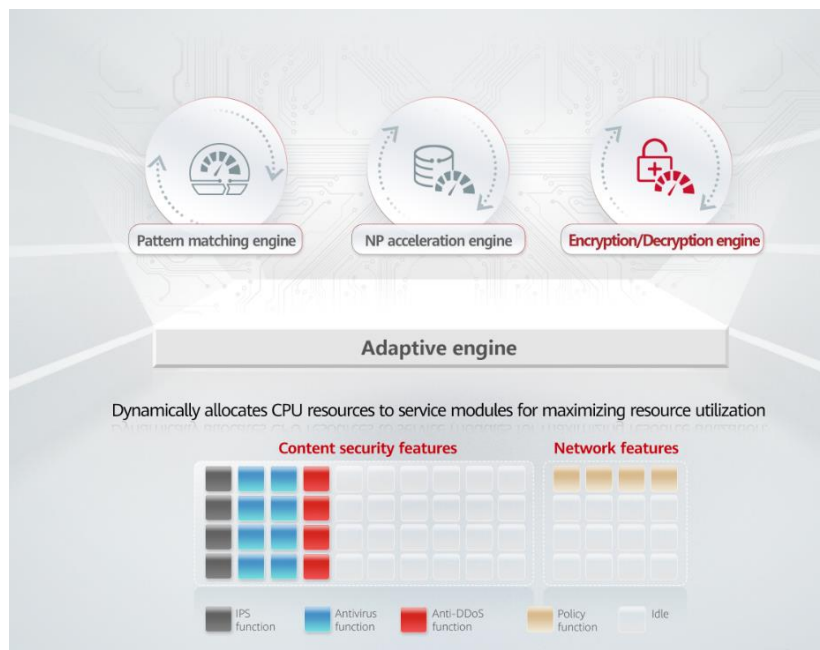 Pattern matching engine
NP acceleration engine
Encryption/Decryption engine
Adaptive engine
Dynamically allocates CPU resources to service modules for maximizing resource utilization
Content security features
Network features
IPS
function
Antivirus
function
Anti-DDoS
function
Policy
function
Idle